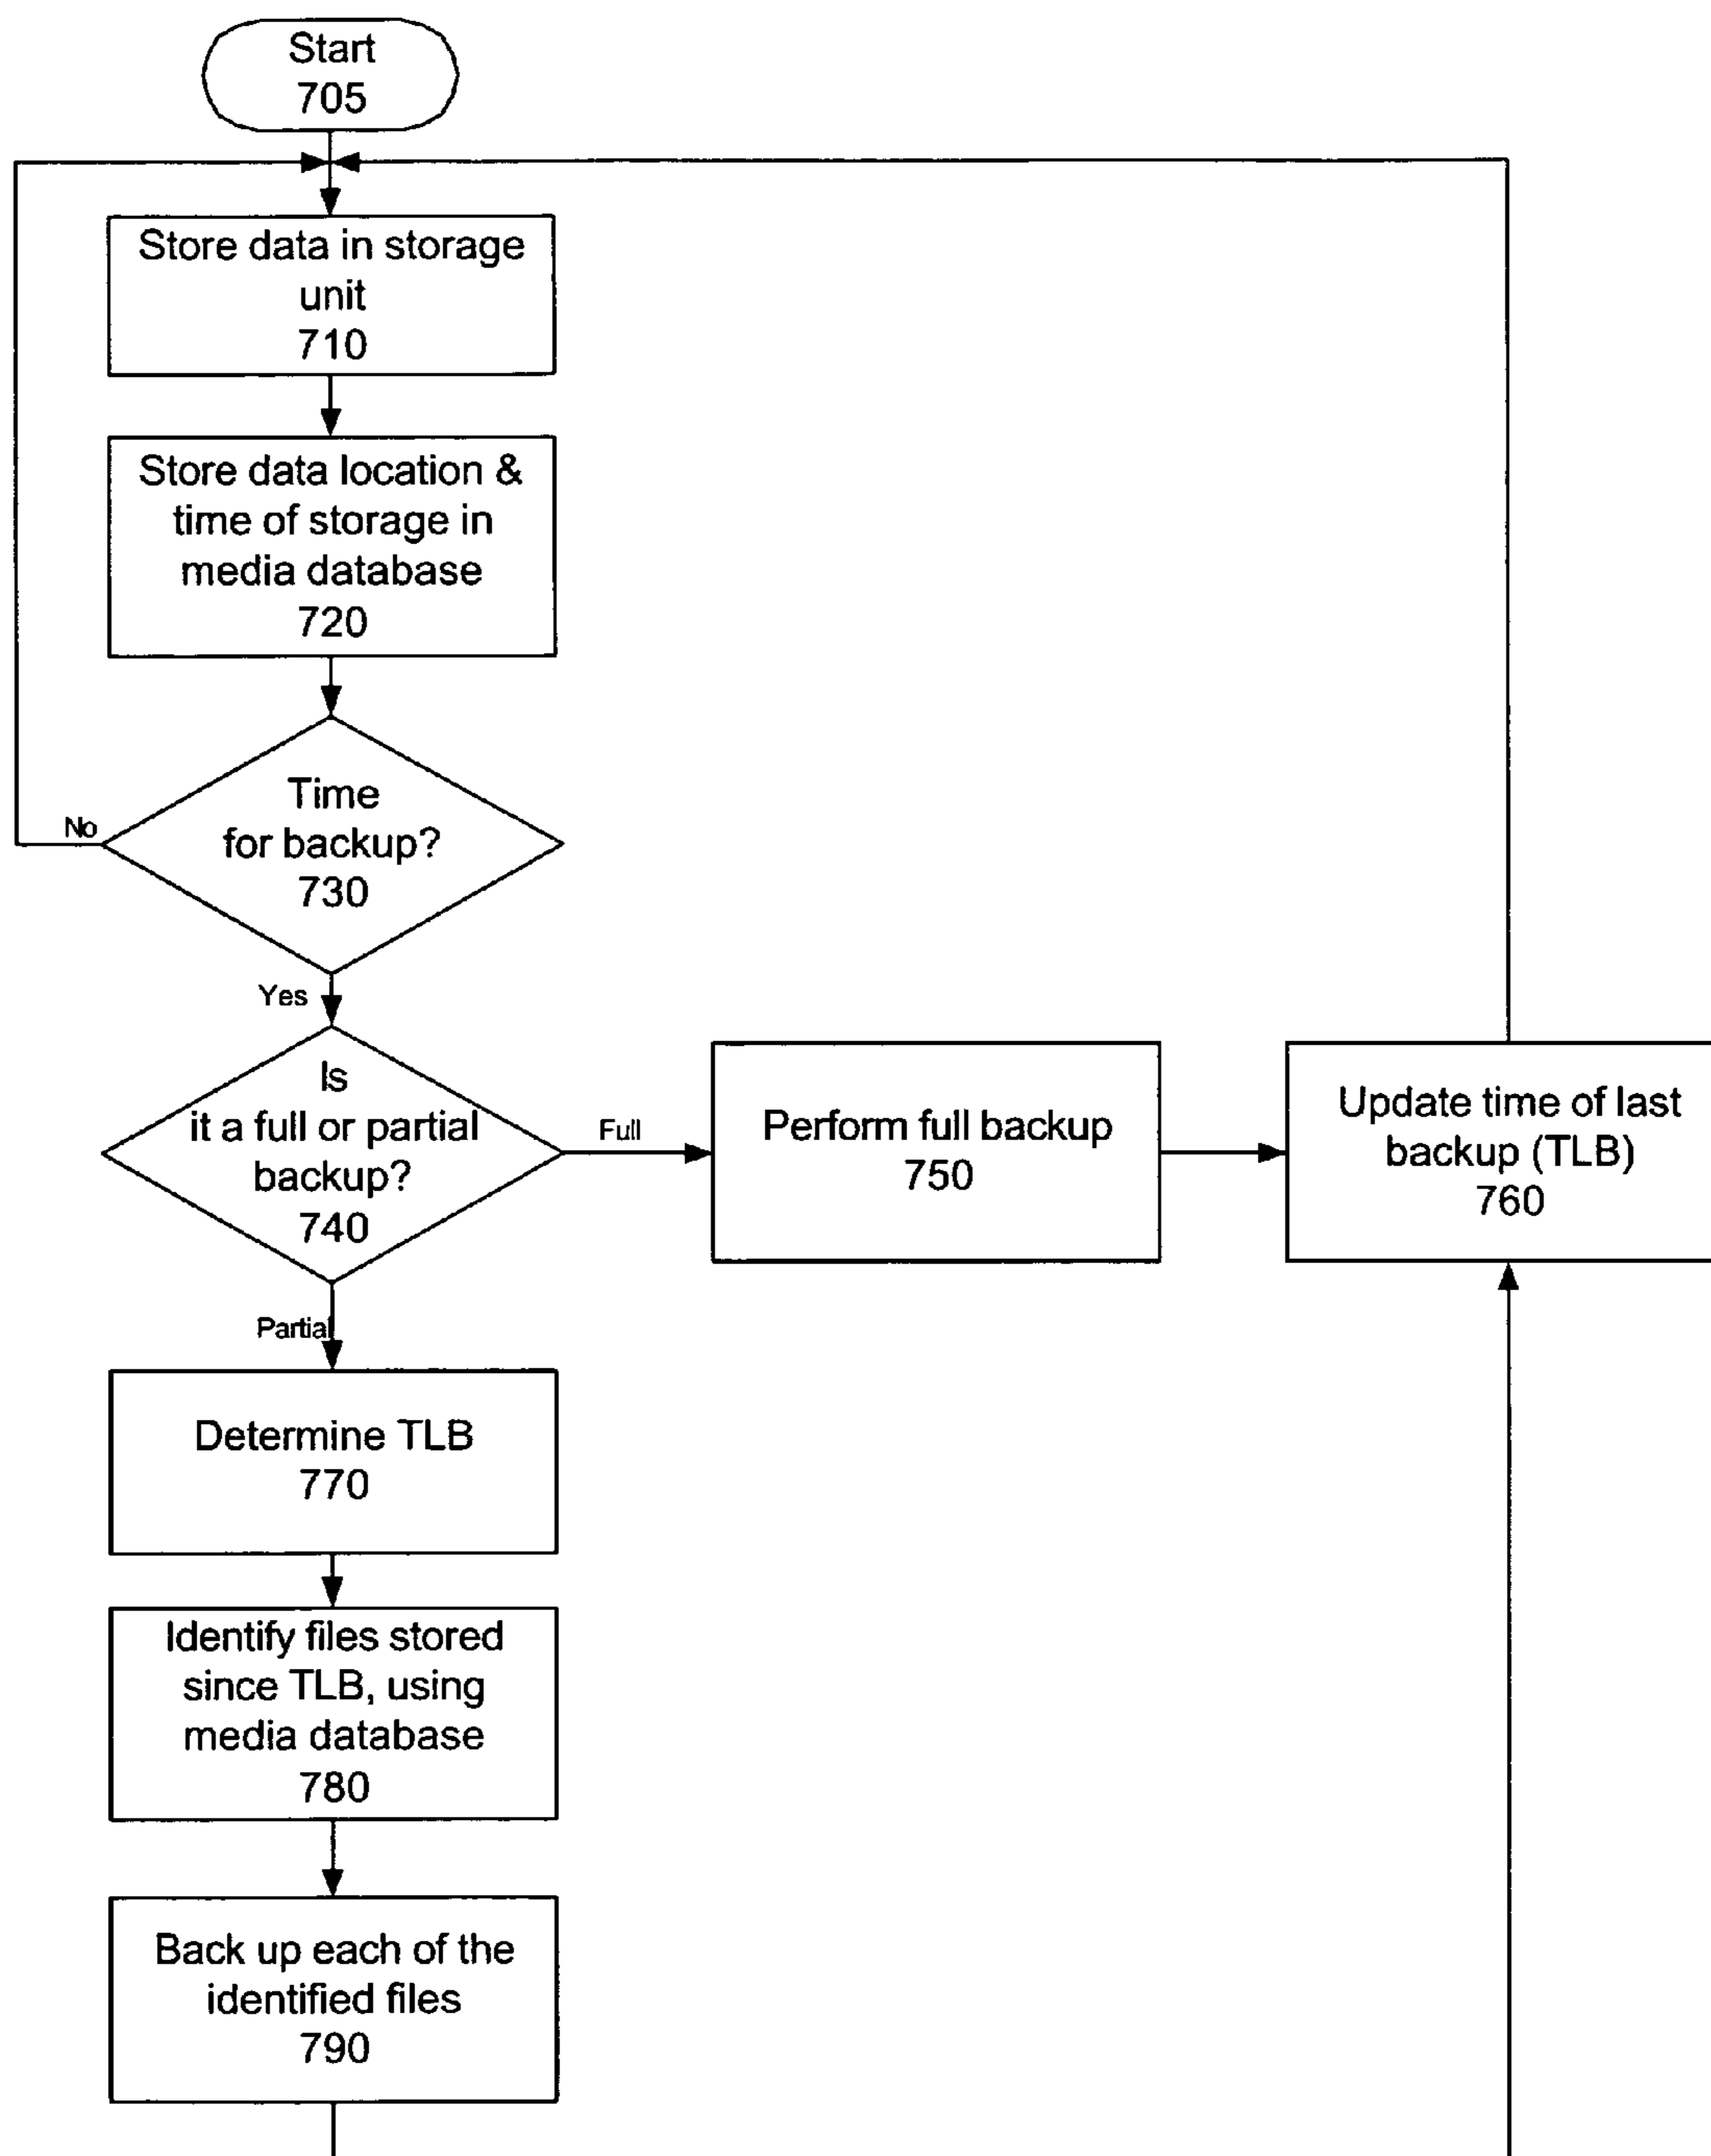 Start
705
Store data in storage
unit
710
Store data location &
time of storage in
media database
720
Time
for backup?
730
No
Yes
Is
it a full or partial
backup?
740
Full
Perform full backup
750
Update time of last
backup (TLB)
760
Partial
Determine TLB
770
Identify files stored
since TLB, using
media database
780
Back up each of the
identified files
790